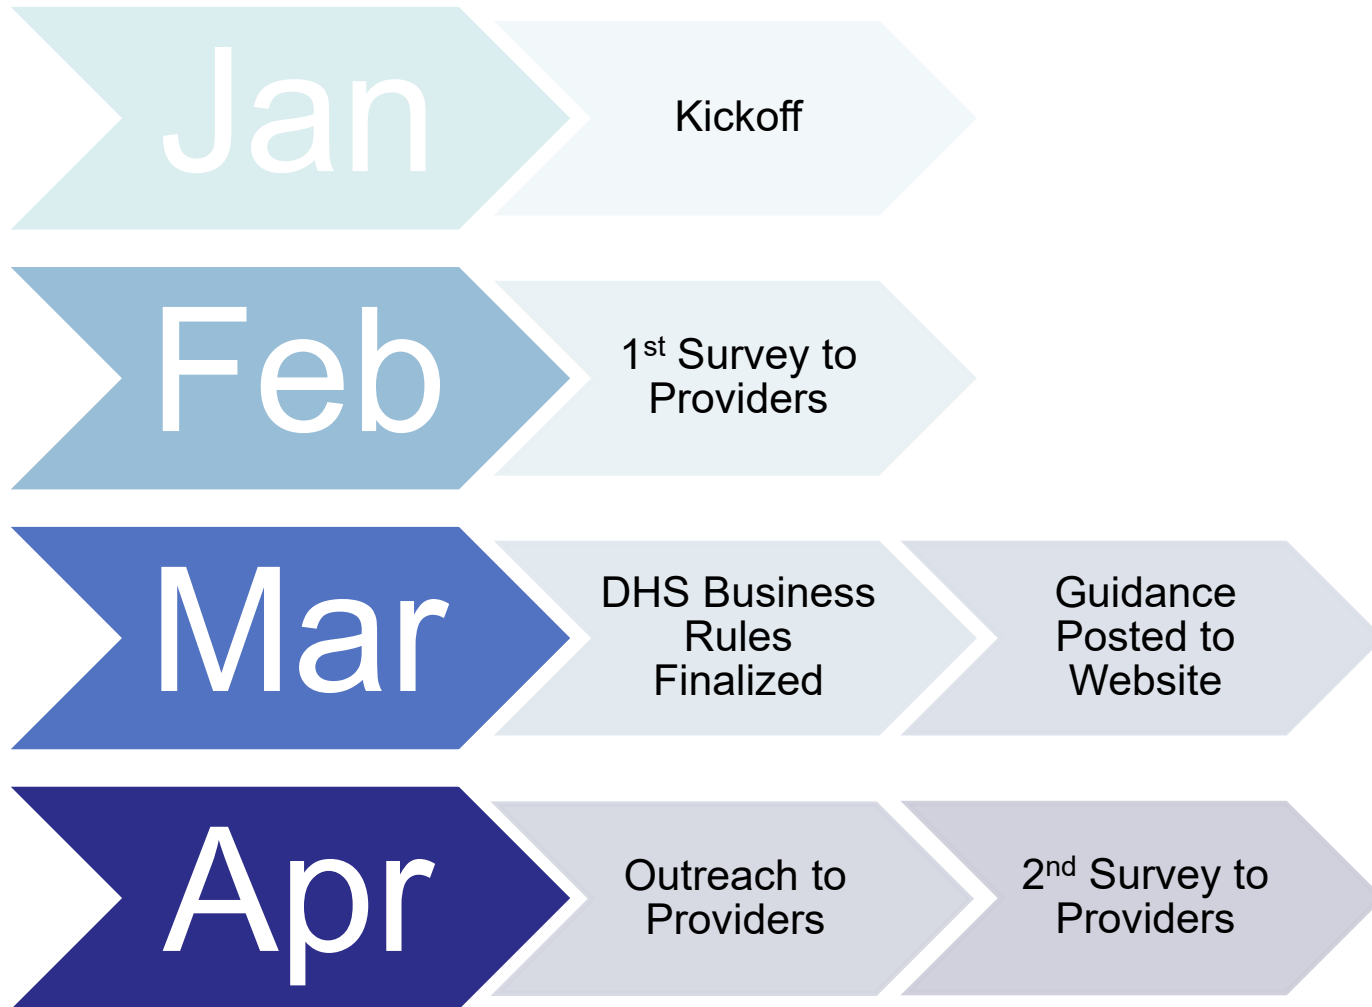 Jan
Kickoff
Feb
1st Survey to
Providers
Mar
DHS Business
Rules
Finalized
Guidance
Posted to
Website
Apr
Outreach to
Providers
2nd Survey to
Providers